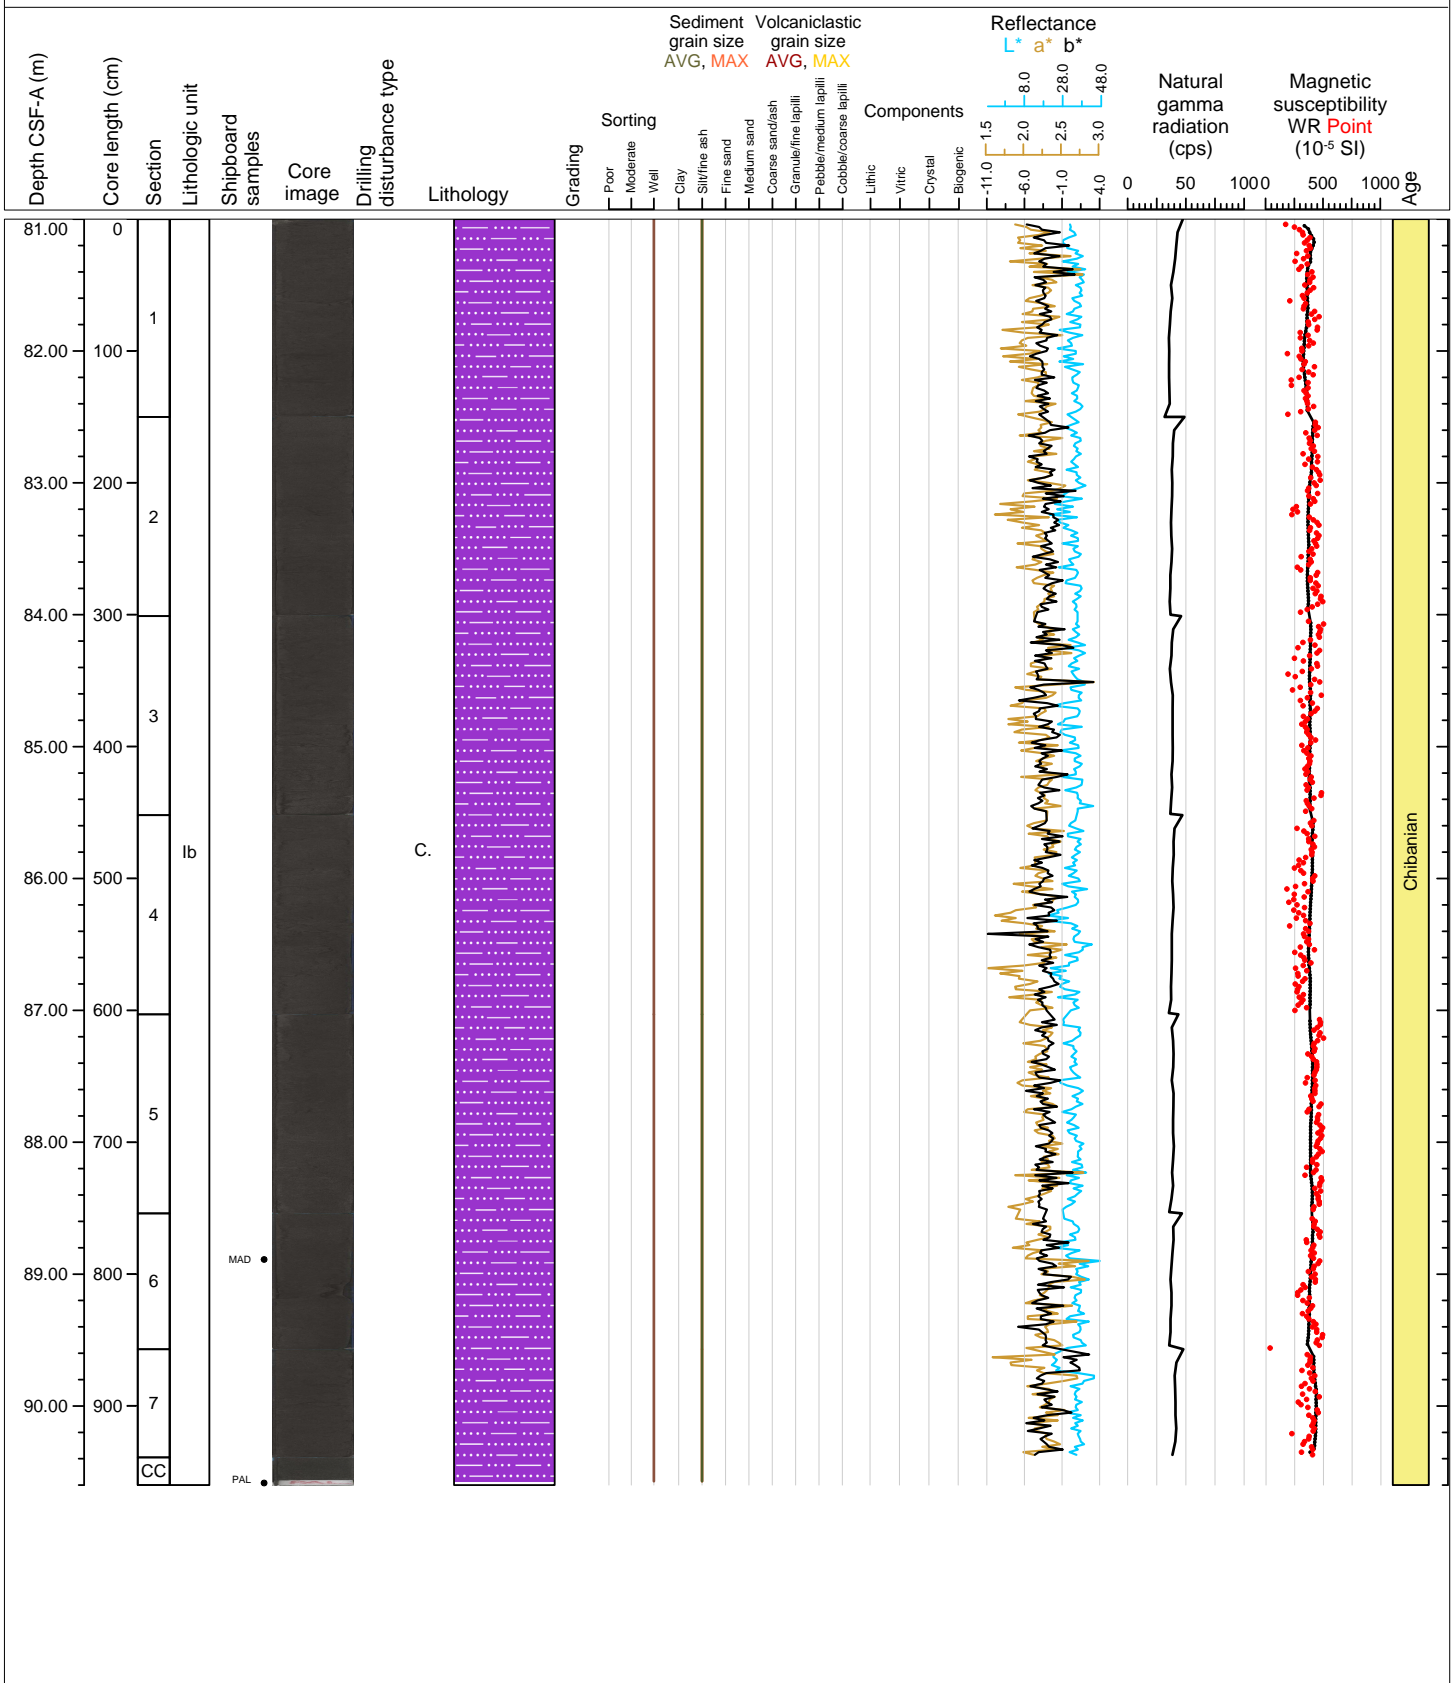 Depth CSF-A (m)
Core length (cm)
Section
Lithologic unit
Shipboard
samples
Core
image
Drilling
disturbance type
Lithology
Grading
Sorting
Poor
Moderate
Well
Sediment
grain size
AVG, MAX
Volcaniclastic
grain size
AVG, MAX
Clay
Silt/fine ash
Fine sand
Medium sand
Coarse sand/ash
Granule/fine lapilli
Pebble/medium lapilli
Cobble/coarse lapilli
Components
Lithic
Vitric
Crystal
Biogenic
Reflectance
L* a* b*
8.0 28.0 48.0
1.5 2.0 2.5 3.0
-11.0 -6.0 -1.0 4.0
Natural
gamma
radiation
(cps)
0 50 100
Magnetic
susceptibility
WR Point
(10⁻⁵ SI)
0 500 1000
Age
81.00 0
1
82.00 100
83.00 200
2
84.00 300
3
85.00 400
Ib
C.
Chibanian
86.00 500
4
87.00 600
5
88.00 700
MAD
89.00 800
6
7
90.00 900
CC
PAL